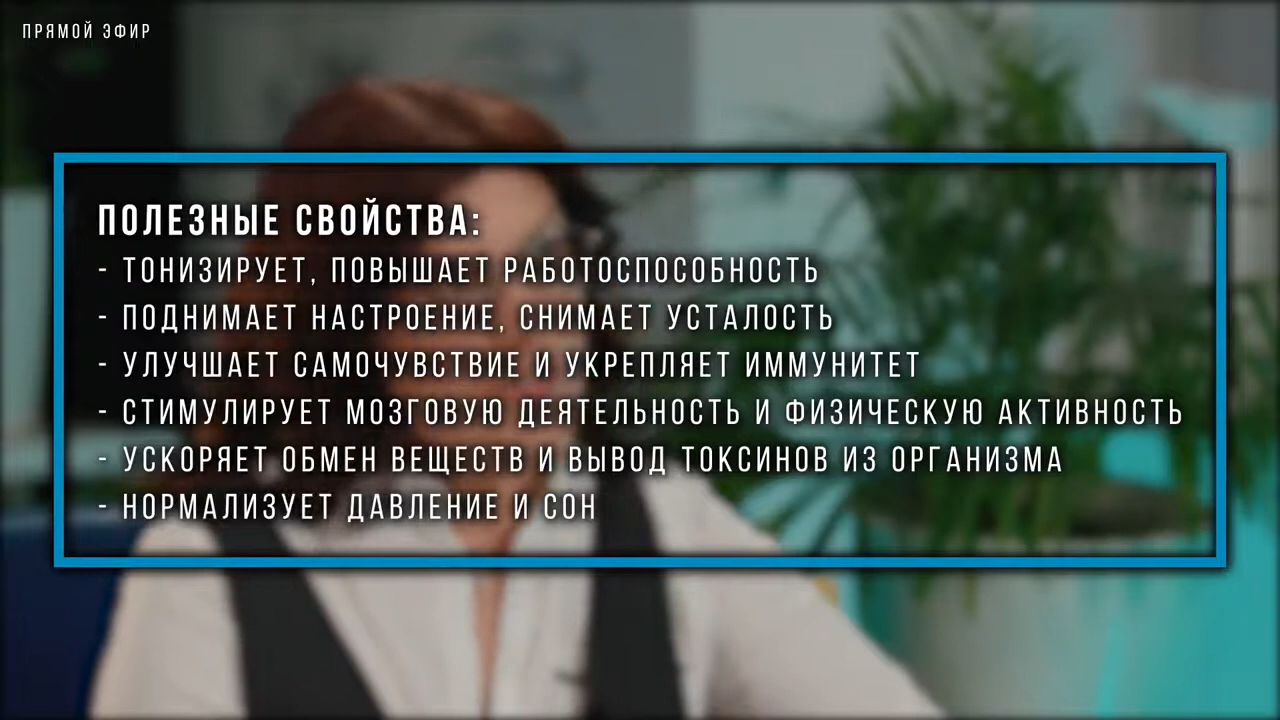 ПРЯМОЙ ЭФИР
ПОЛЕЗНЫЕ СВОЙСТВА:
- ТОНИЗИРУЕТ, ПОВЫШАЕТ РАБОТОСПОСОБНОСТЬ
- ПОДНИМАЕТ НАСТРОЕНИЕ, СНИМАЕТ УСТАЛОСТЬ
- УЛУЧШАЕТ САМОЧУВСТВИЕ И УКРЕПЛЯЕТ ИММУНИТЕТ
- СТИМУЛИРУЕТ МОЗГОВУЮ ДЕЯТЕЛЬНОСТЬ И ФИЗИЧЕСКУЮ АКТИВНОСТЬ
- УСКОРЯЕТ ОБМЕН ВЕЩЕСТВ И ВЫВОД ТОКСИНОВ ИЗ ОРГАНИЗМА
- НОРМАЛИЗУЕТ ДАВЛЕНИЕ И СОН